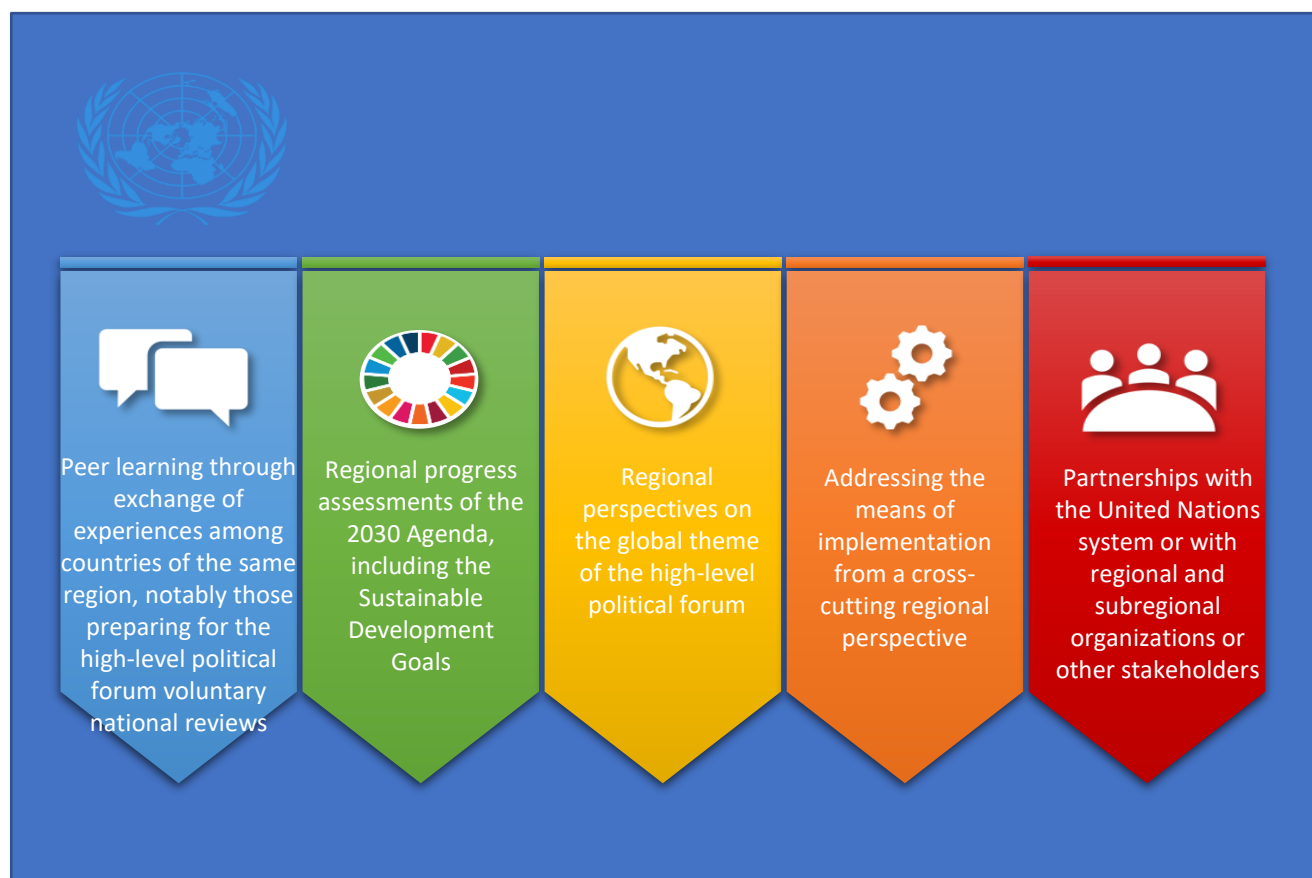 Peer learning through
exchange of
experiences among
countries of the same
region, notably those
preparing for the
high-level political
forum voluntary
national reviews
Regional progress
assessments of the
2030 Agenda,
including the
Sustainable
Development
Goals
Regional
perspectives on
the global theme
of the high-level
political forum
Addressing the
means of
implementation
from a cross-
cutting regional
perspective
Partnerships with
the United Nations
system or with
regional and
subregional
organizations or
other stakeholders